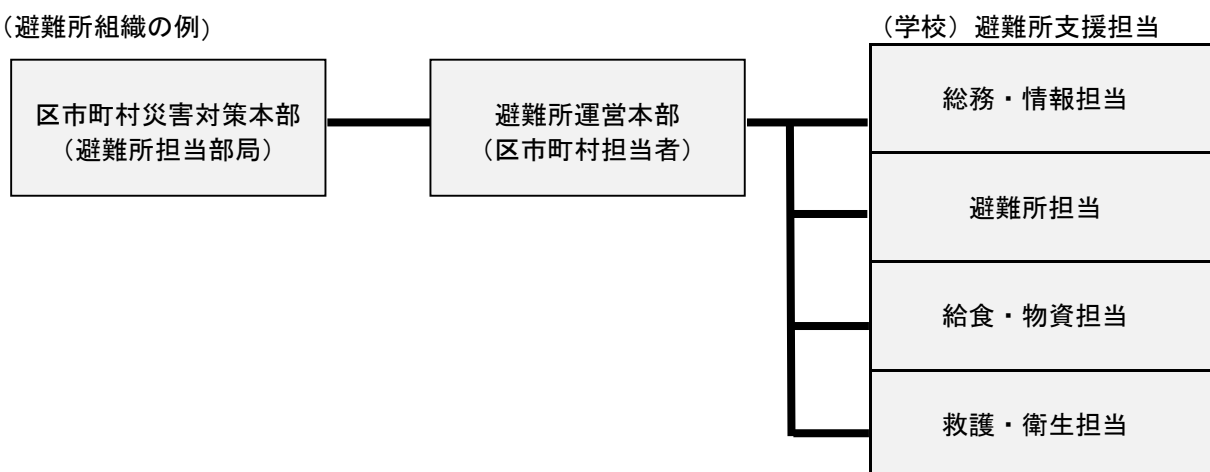 (避難所組織の例)
(学校)避難所支援担当
区市町村災害対策本部
(避難所担当部局)
避難所運営本部
(区市町村担当者)
総務・情報担当
避難所担当
給食・物資担当
救護・衛生担当